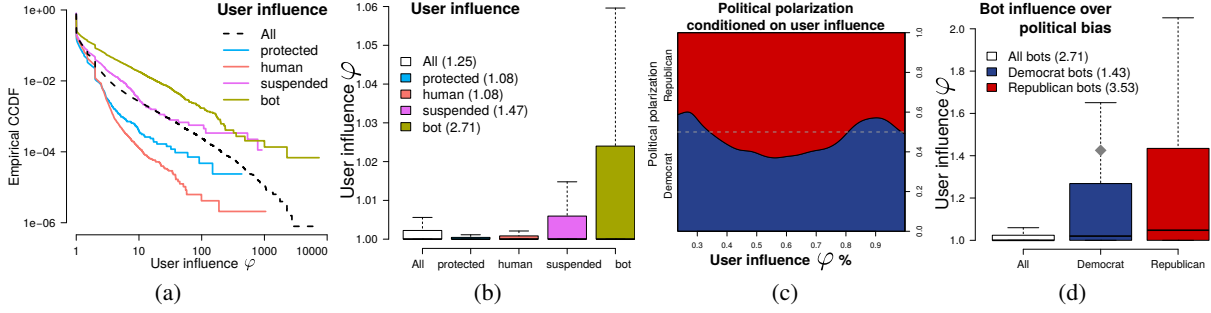 User influence
All
protected
human
suspended
bot
Empirical CCDF
1e+00
1e−02
1e−04
1e−06
1
10
100
1000
10000
User influence φ
(a)
User influence
All (1.25)
protected (1.08)
human (1.08)
suspended (1.47)
bot (2.71)
User influence φ
1.06
1.05
1.04
1.03
1.02
1.01
1.00
All
protected
human
suspended
bot
(b)
Political polarization
conditioned on user influence
Political polarization
Democrat
Republican
1.0
0.8
0.6
0.4
0.2
0.0
0.3
0.5
0.7
0.9
User influence φ %
(c)
Bot influence over
political bias
All bots (2.71)
Democrat bots (1.43)
Republican bots (3.53)
User influence φ
2.0
1.8
1.6
1.4
1.2
1.0
All
Democrat
Republican
(d)